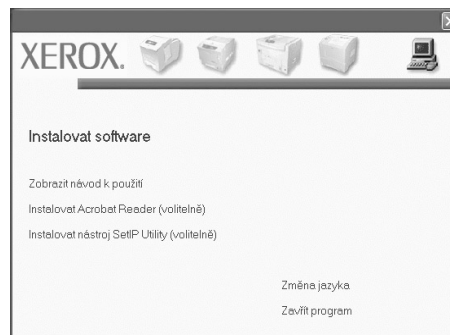 XEROX.
Instalovat software
Zobrazit návod k použití
Instalovat Acrobat Reader (volitelně)
Instalovat nástroj SetIP Utility (volitelně)
Změna jazyka
Zavřít program